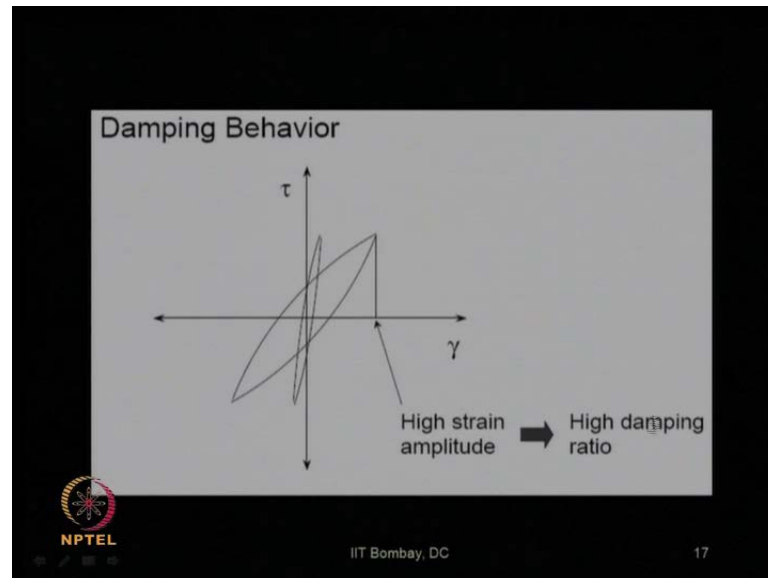 Damping Behavior
τ
γ
High strain
amplitude
High damping
ratio
NPTEL
IIT Bombay, DC
17